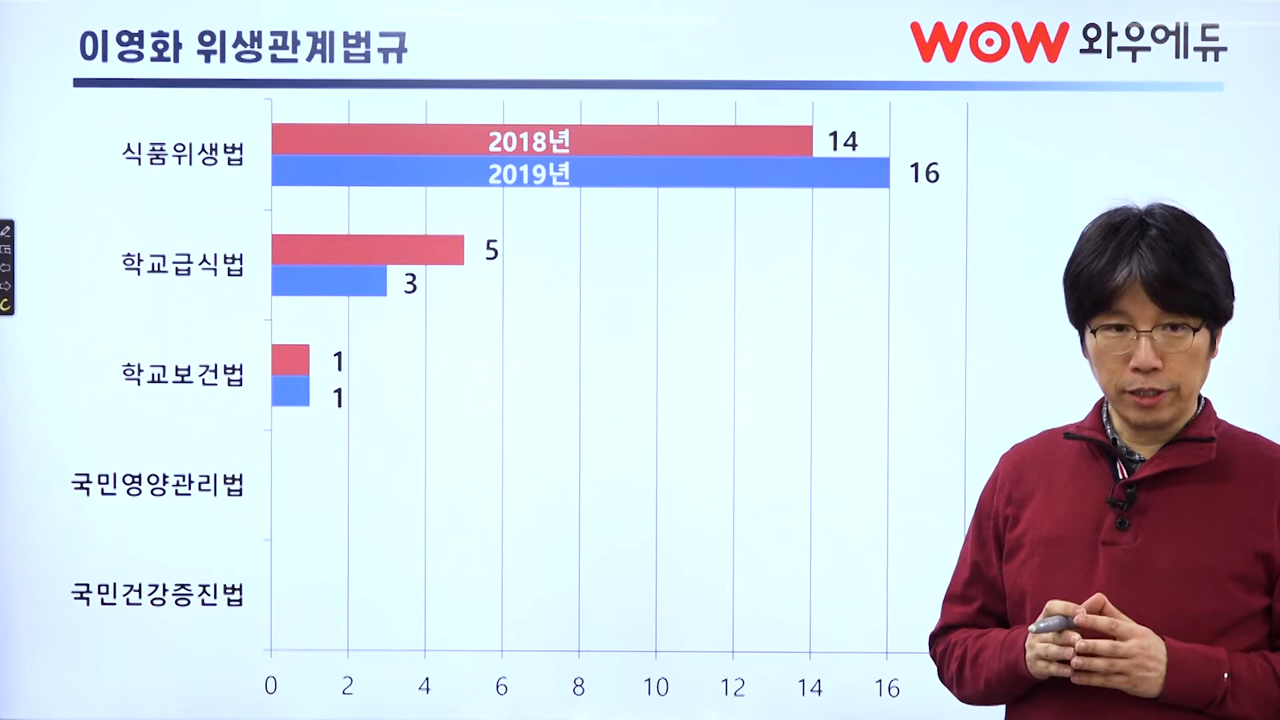 이영화 위생관계법규
WOW 와우에듀
식품위생법
2018년
14
2019년
16
학교급식법
5
3
학교보건법
1
1
국민영양관리법
국민건강증진법
0 2 4 6 8 10 12 14 16
C